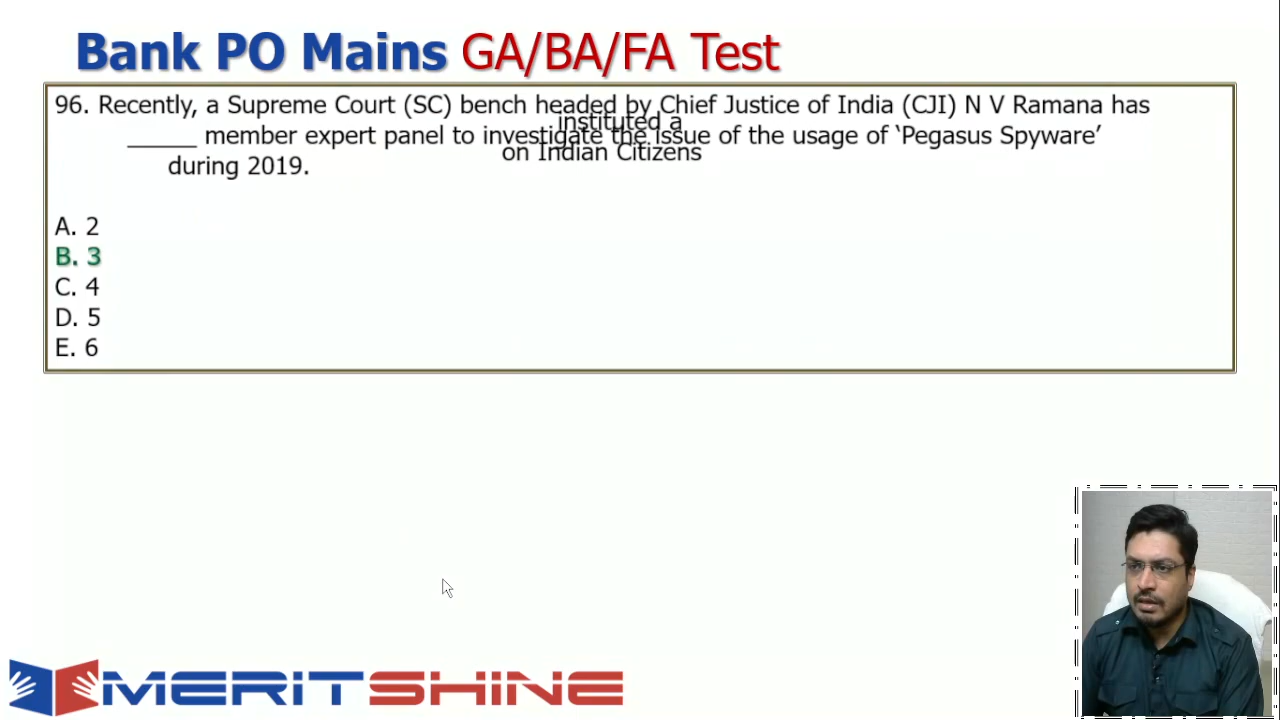 Bank PO Mains GA/BA/FA Test
96. Recently, a Supreme Court (SC) bench headed by Chief Justice of India (CJI) N V Ramana has
instituted a
_____ member expert panel to investigate the issue of the usage of ‘Pegasus Spyware’
on Indian Citizens
during 2019.
A. 2
B. 3
C. 4
D. 5
E. 6
MERITSHINE